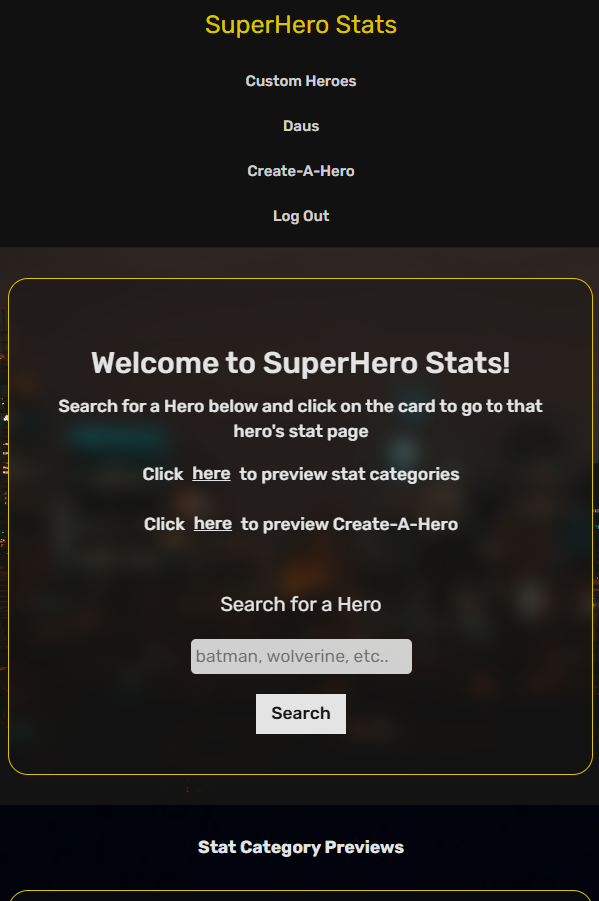 SuperHero Stats
Custom Heroes
Daus
Create-A-Hero
Log Out
Welcome to SuperHero Stats!
Search for a Hero below and click on the card to go to that
hero's stat page
Click here to preview stat categories
Click here to preview Create-A-Hero
Search for a Hero
batman, wolverine, etc..
Search
Stat Category Previews